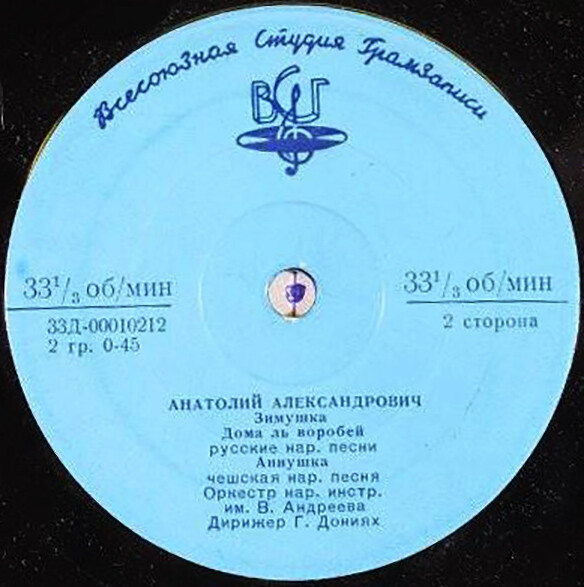 Всесоюзная Студия Грамзаписи
ВСГ
33¹/₃ об/мин
33¹/₃ об/мин
33Д-00010212
2 гр. 0-45
2 сторона
АНАТОЛИЙ АЛЕКСАНДРОВИЧ
Зимушка
Дома ль воробей
русские нар. песни
Аннушка
чешская нар. песня
Оркестр нар. инстр.
им. В. Андреева
Дирижер Г. Дониях